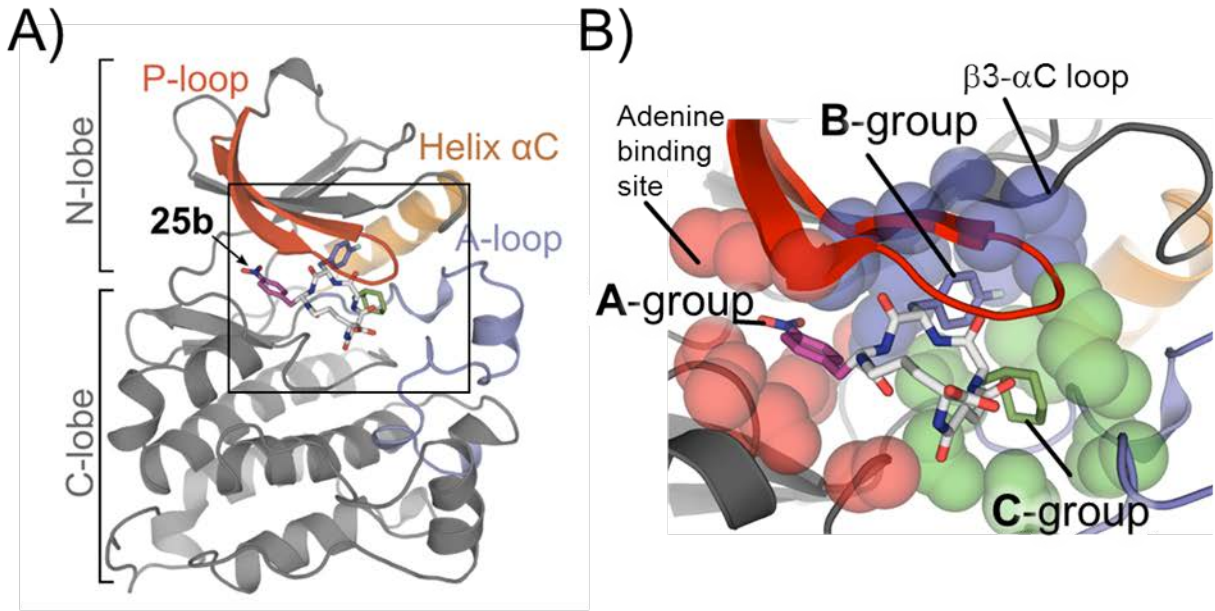 A)
P-loop
N-lobe
Helix αC
25b
A-loop
C-lobe
B)
β3-αC loop
Adenine
binding
site
B-group
A-group
C-group